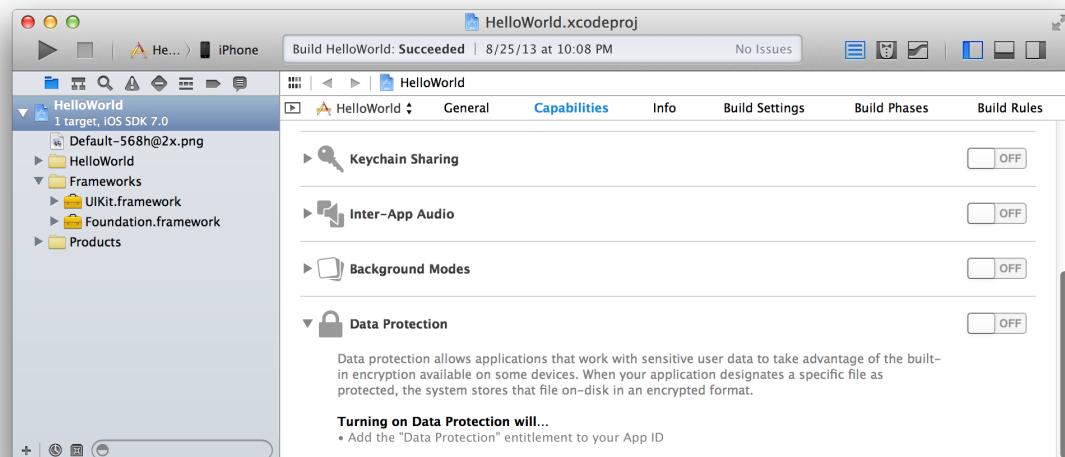 HelloWorld.xcodeproj
He... iPhone
Build HelloWorld: Succeeded | 8/25/13 at 10:08 PM No Issues
HelloWorld
HelloWorld
1 target, iOS SDK 7.0
Default-568h@2x.png
HelloWorld
Frameworks
UIKit.framework
Foundation.framework
Products
HelloWorld General Capabilities Info Build Settings Build Phases Build Rules
Keychain Sharing OFF
Inter-App Audio OFF
Background Modes OFF
Data Protection OFF
Data protection allows applications that work with sensitive user data to take advantage of the built-
in encryption available on some devices. When your application designates a specific file as
protected, the system stores that file on-disk in an encrypted format.
Turning on Data Protection will...
• Add the "Data Protection" entitlement to your App ID